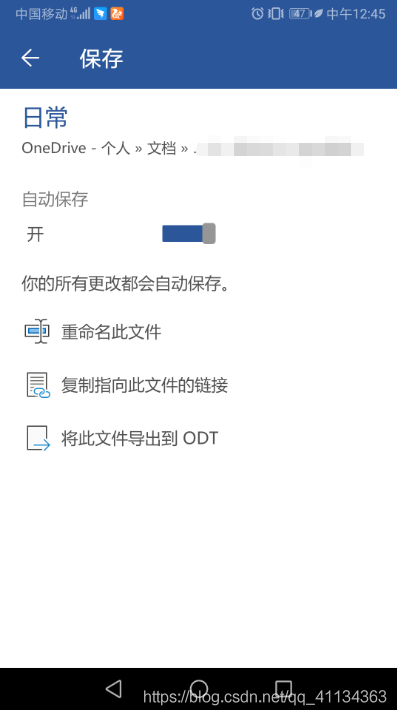 中国移动 4G 47 中午12:45
保存
日常
OneDrive - 个人 » 文档 »
自动保存
开
你的所有更改都会自动保存。
重命名此文件
复制指向此文件的链接
将此文件导出到 ODT
https://blog.csdn.net/qq_41134363